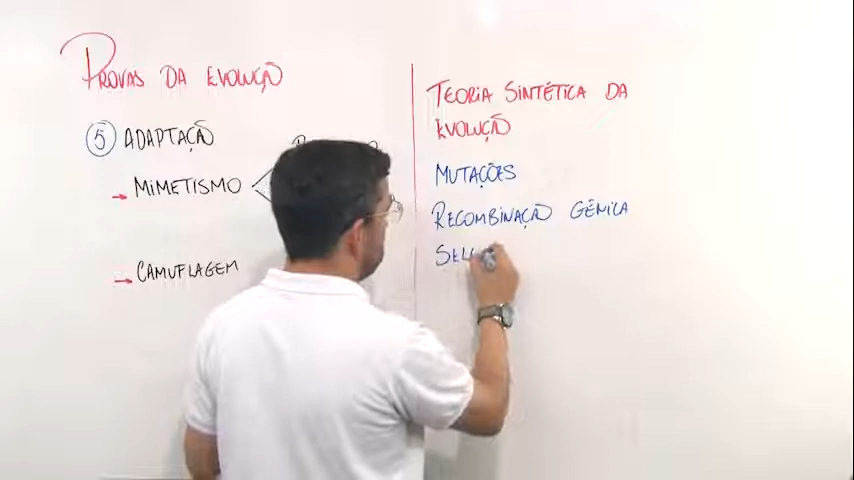 PROVAS DA EVOLUÇÃO
5 ADAPTAÇÃO
→ MIMETISMO
→ CAMUFLAGEM
TEORIA SINTÉTICA DA
EVOLUÇÃO
MUTAÇÕES
RECOMBINAÇÃO GÊNICA